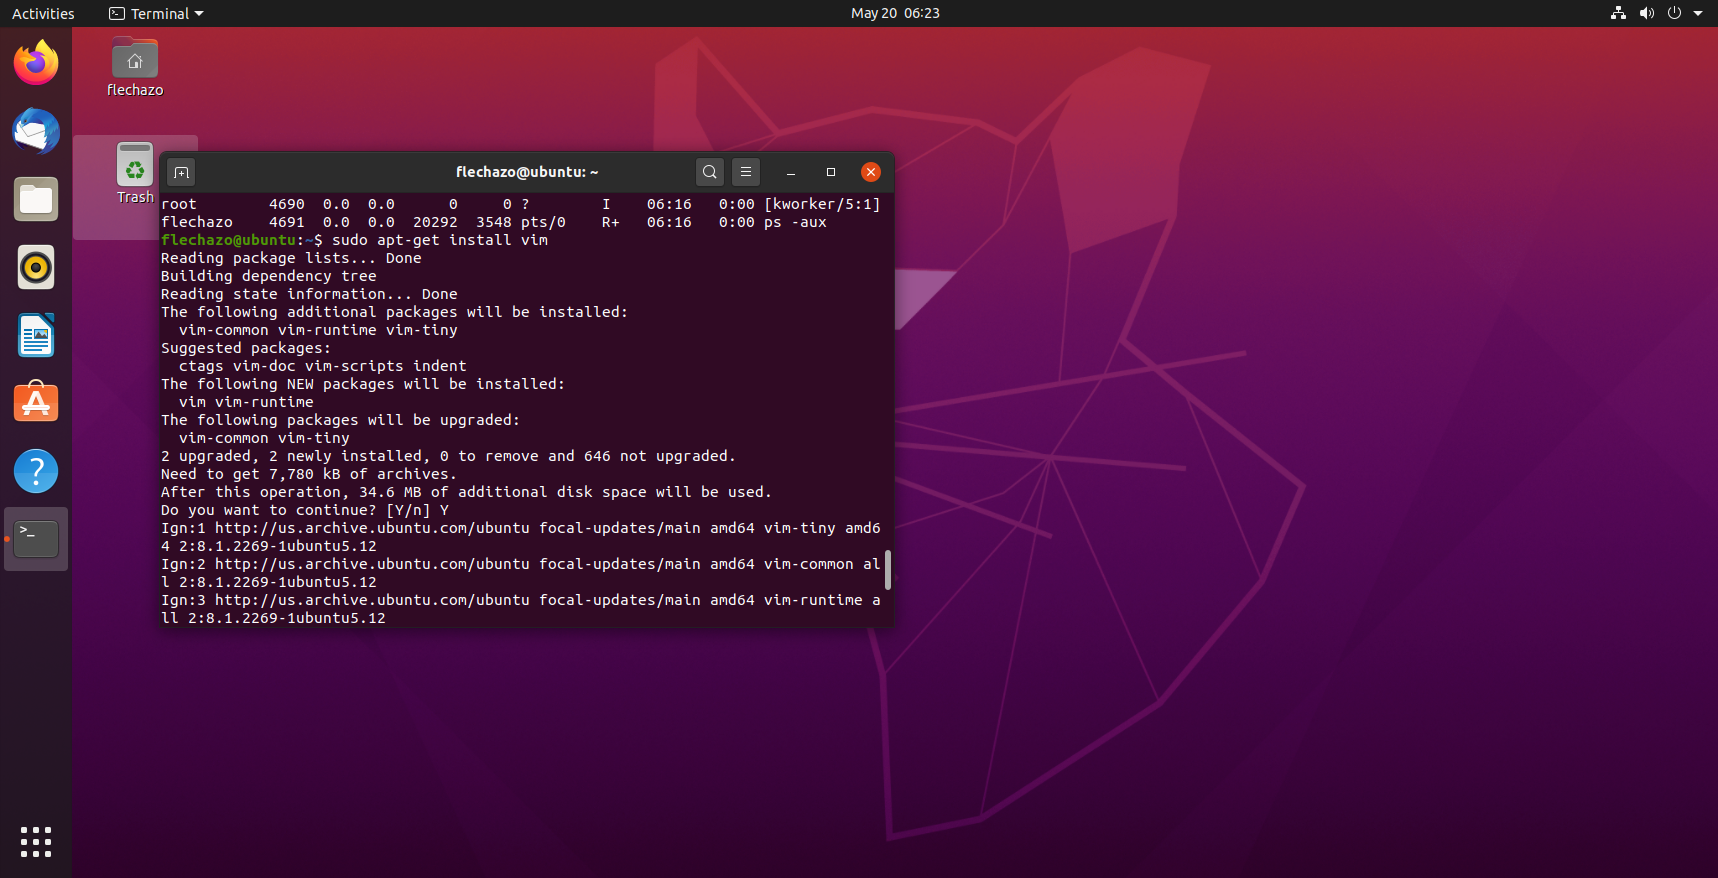 Activities
Terminal
May 20 06:23
flechazo
Trash
flechazo@ubuntu: ~
root        4690  0.0  0.0      0     0 ?        I    06:16   0:00 [kworker/5:1]
flechazo    4691  0.0  0.0  20292  3548 pts/0    R+   06:16   0:00 ps -aux
flechazo@ubuntu:~$ sudo apt-get install vim
Reading package lists... Done
Building dependency tree
Reading state information... Done
The following additional packages will be installed:
  vim-common vim-runtime vim-tiny
Suggested packages:
  ctags vim-doc vim-scripts indent
The following NEW packages will be installed:
  vim vim-runtime
The following packages will be upgraded:
  vim-common vim-tiny
2 upgraded, 2 newly installed, 0 to remove and 646 not upgraded.
Need to get 7,780 kB of archives.
After this operation, 34.6 MB of additional disk space will be used.
Do you want to continue? [Y/n] Y
Ign:1 http://us.archive.ubuntu.com/ubuntu focal-updates/main amd64 vim-tiny amd6
4 2:8.1.2269-1ubuntu5.12
Ign:2 http://us.archive.ubuntu.com/ubuntu focal-updates/main amd64 vim-common al
l 2:8.1.2269-1ubuntu5.12
Ign:3 http://us.archive.ubuntu.com/ubuntu focal-updates/main amd64 vim-runtime a
ll 2:8.1.2269-1ubuntu5.12